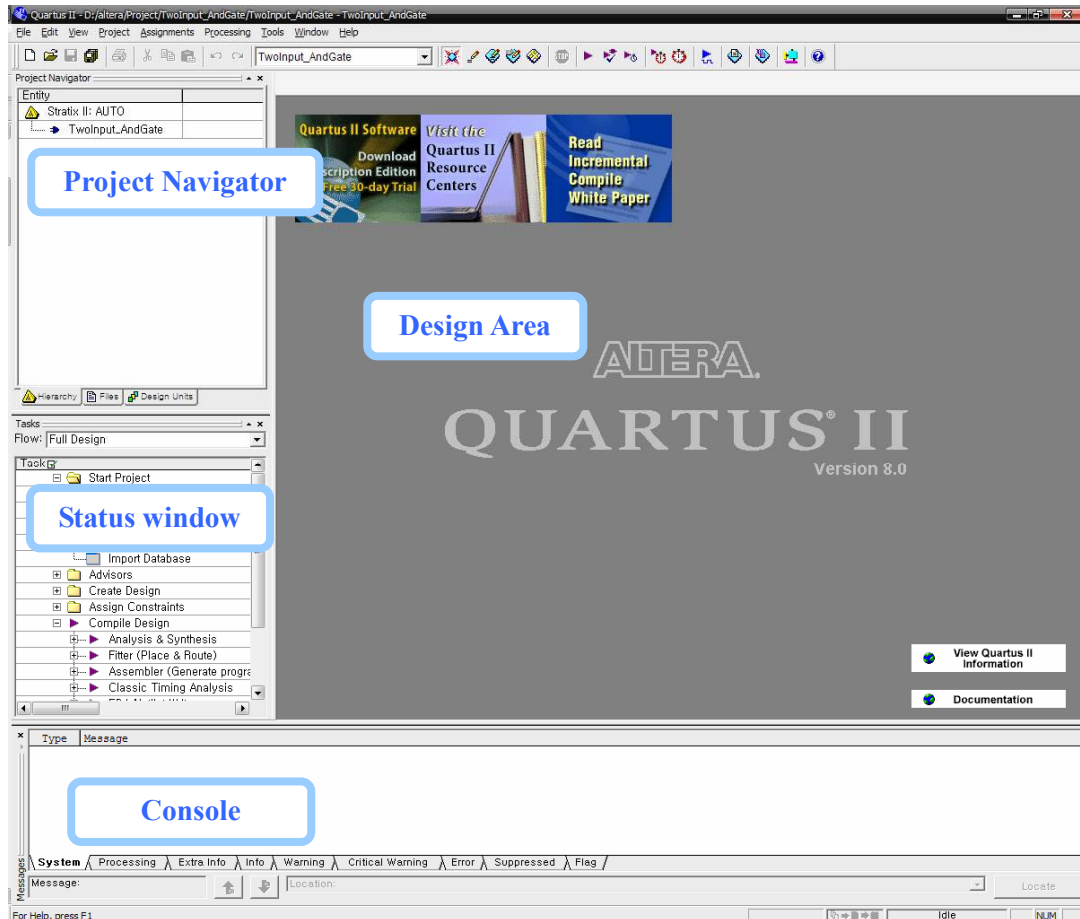 Quartus II - D:/altera/Project/TwoInput_AndGate/TwoInput_AndGate - TwoInput_AndGate
File Edit View Project Assignments Processing Tools Window Help
TwoInput_AndGate
Project Navigator
Entity
Stratix II: AUTO
TwoInput_AndGate
Project Navigator
Hierarchy Files Design Units
Quartus II Software
Download
scription Edition
Free 30-day Trial
Visit the
Quartus II
Resource
Centers
Read
Incremental
Compile
White Paper
Design Area
ALTERA.
QUARTUS® II
Version 8.0
Tasks
Flow: Full Design
Task
Start Project
Status window
Import Database
Advisors
Create Design
Assign Constraints
Compile Design
Analysis & Synthesis
Fitter (Place & Route)
Assembler (Generate progra
Classic Timing Analysis
View Quartus II
Information
Documentation
Type Message
Console
Messages
System Processing Extra Info Info Warning Critical Warning Error Suppressed Flag
Message: Location: Locate
For Help, press F1 Idle NUM